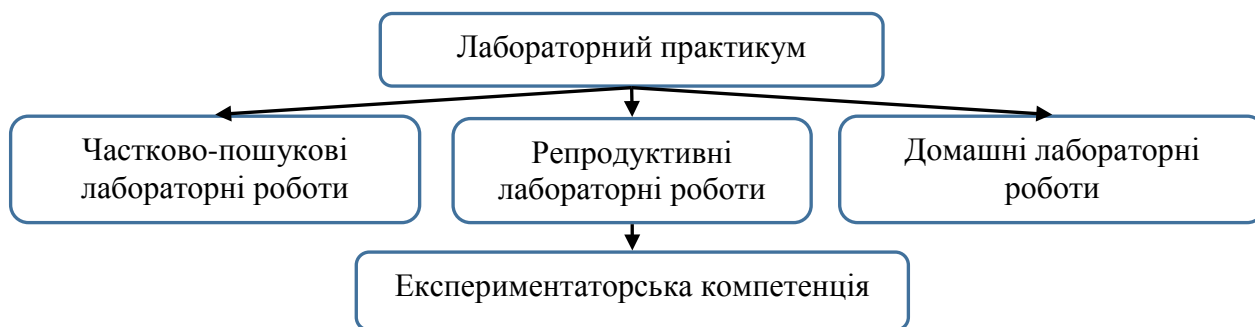 Лабораторний практикум
Частково-пошукові
лабораторні роботи
Репродуктивні
лабораторні роботи
Домашні лабораторні
роботи
Експериментаторська компетенція